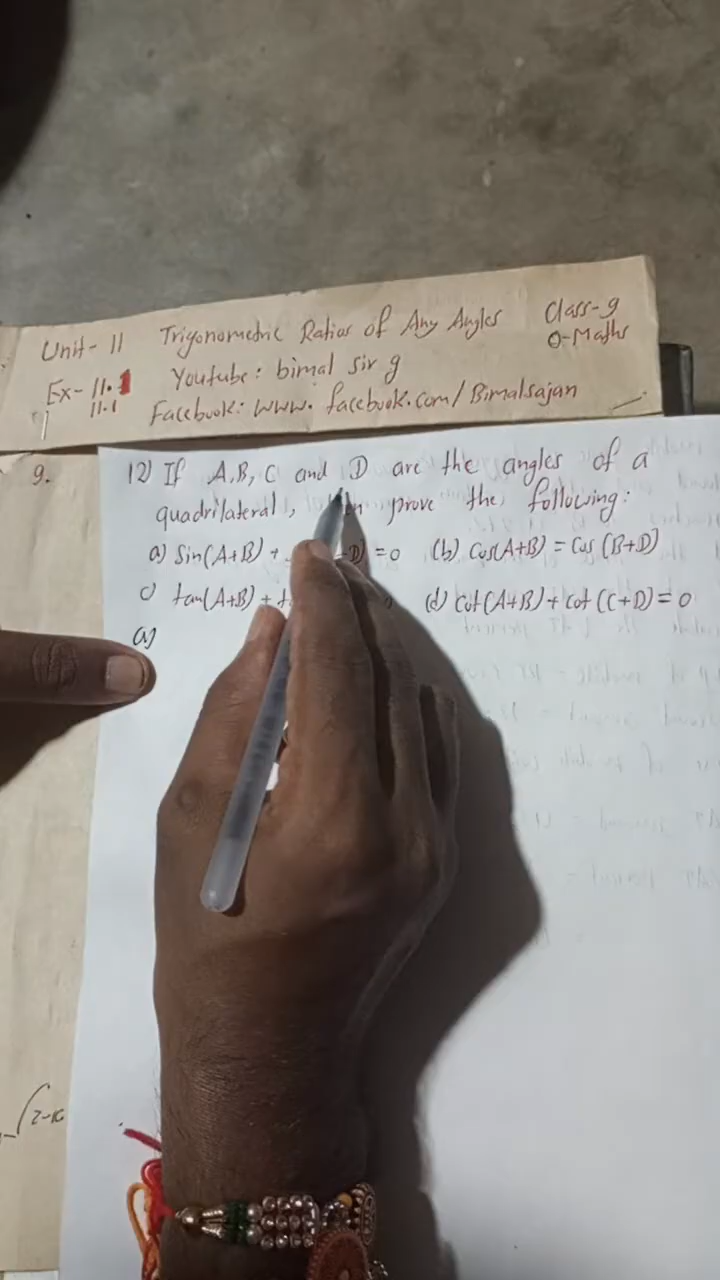 Unit- 11 Trigonometric Ratios of Any Angles Class-9
O-Maths
Ex- 11.1 Youtube: bimal sir g
11.1 Facebook: www.facebook.com/Bimalsajan
9.
12) If A,B, C and D are the angles of a
quadrilateral, prove the following:
a) Sin(A+B) + D) =0 (b) Cos(A+B) = Cos (B+D)
c) tan(A+B) + (d) Cot(A+B) + Cot (C+D) = 0
a)